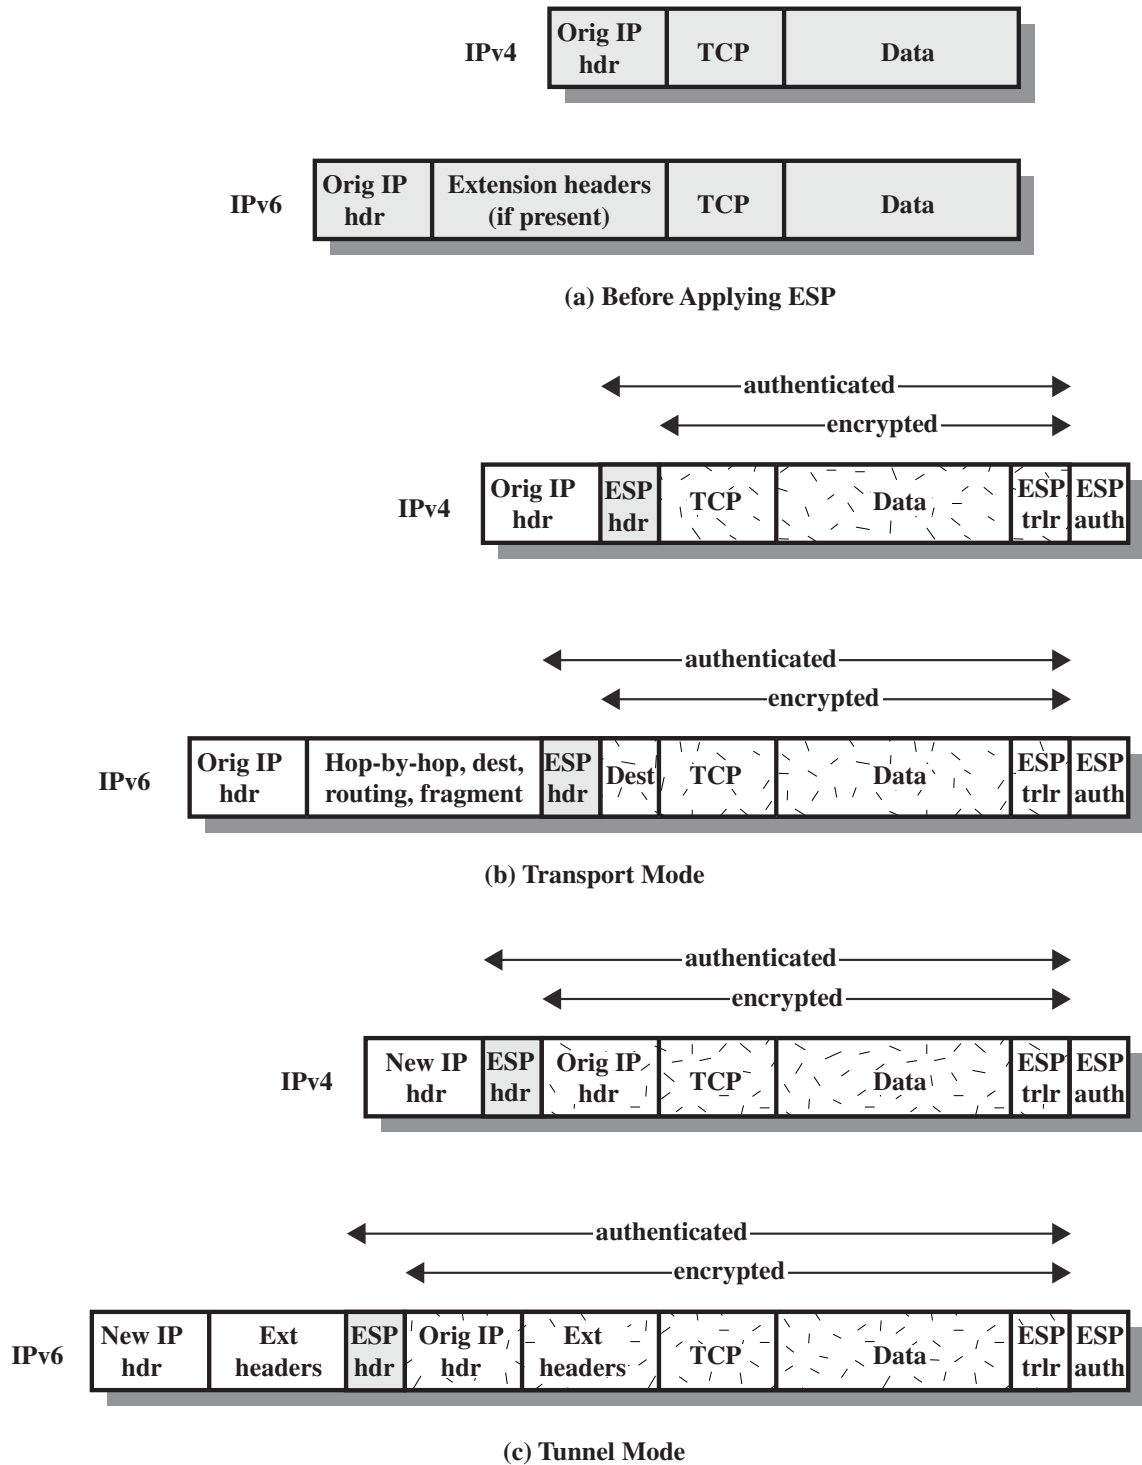 IPv4
Orig IP hdr
TCP
Data
IPv6
Orig IP hdr
Extension headers (if present)
TCP
Data
(a) Before Applying ESP
authenticated
encrypted
IPv4
Orig IP hdr
ESP hdr
TCP
Data
ESP trlr
ESP auth
authenticated
encrypted
IPv6
Orig IP hdr
Hop-by-hop, dest, routing, fragment
ESP hdr
Dest
TCP
Data
ESP trlr
ESP auth
(b) Transport Mode
authenticated
encrypted
IPv4
New IP hdr
ESP hdr
Orig IP hdr
TCP
Data
ESP trlr
ESP auth
authenticated
encrypted
IPv6
New IP hdr
Ext headers
ESP hdr
Orig IP hdr
Ext headers
TCP
Data
ESP trlr
ESP auth
(c) Tunnel Mode